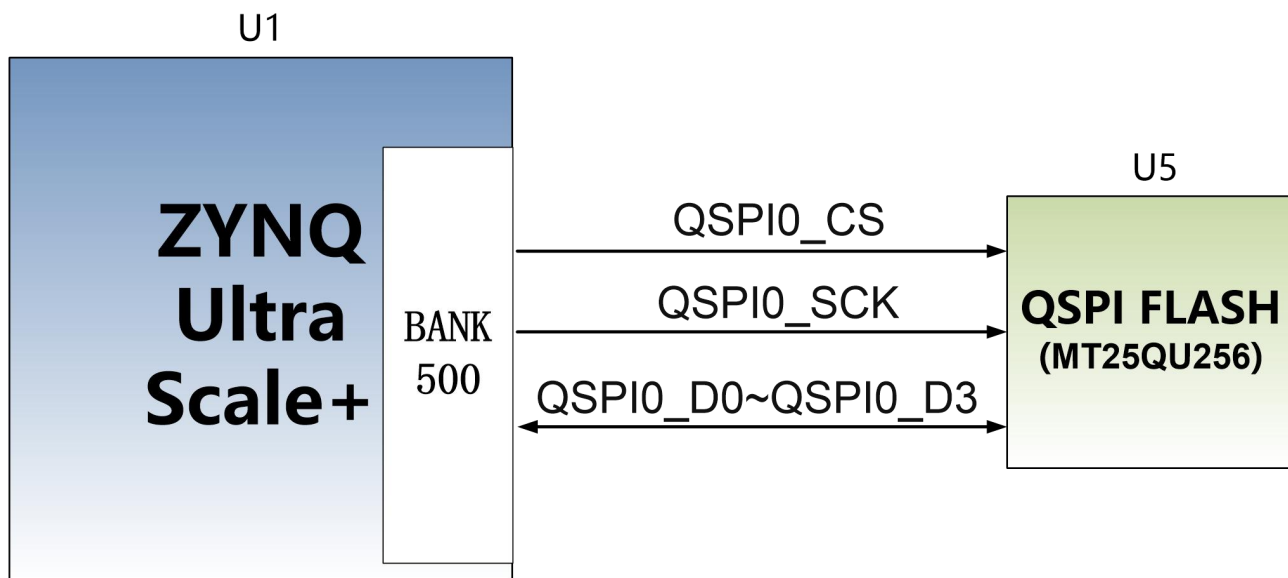 U1
ZYNQ
Ultra
Scale+
BANK
500
QSPI0_CS
QSPI0_SCK
QSPI0_D0~QSPI0_D3
U5
QSPI FLASH
(MT25QU256)